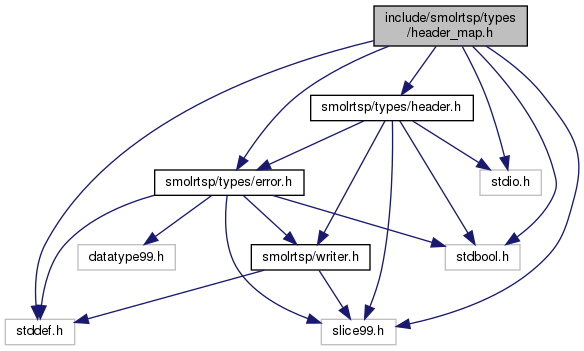 include/smolrtsp/types
/header_map.h
smolrtsp/types/header.h
smolrtsp/types/error.h
stdio.h
datatype99.h
smolrtsp/writer.h
stdbool.h
stddef.h
slice99.h